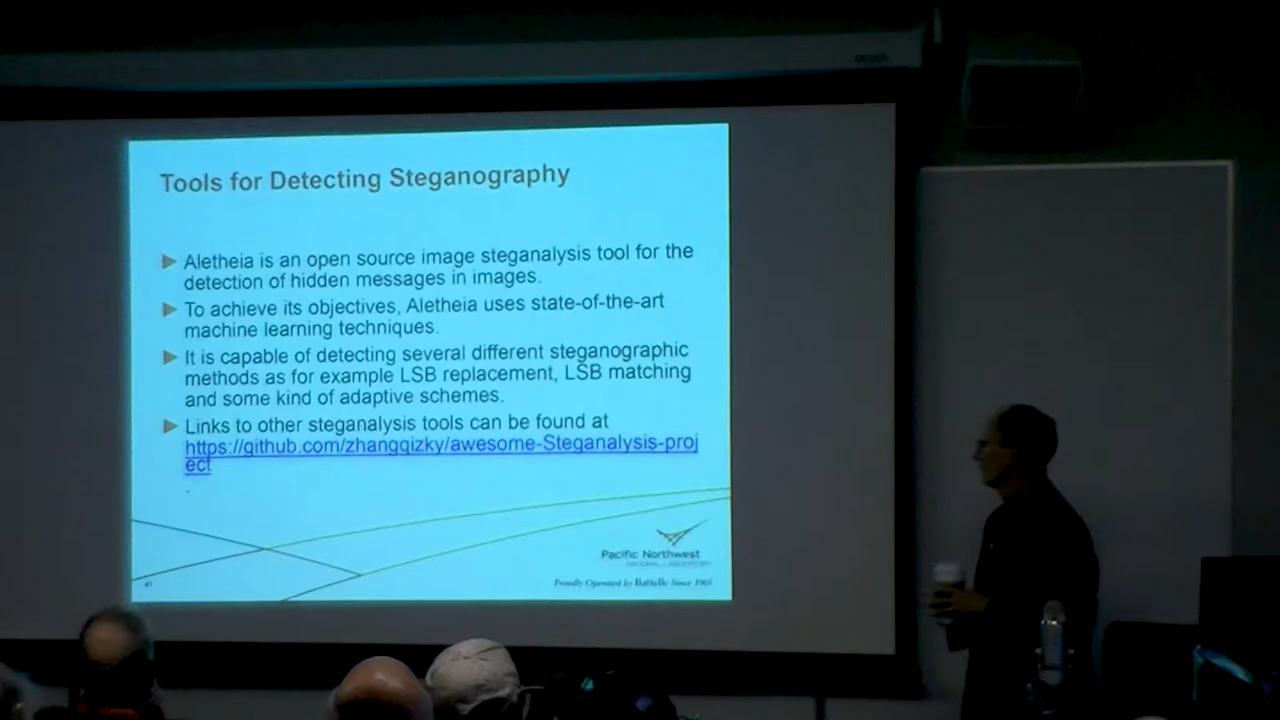 Tools for Detecting Steganography
Aletheia is an open source image steganalysis tool for the
detection of hidden messages in images.
To achieve its objectives, Aletheia uses state-of-the-art
machine learning techniques.
It is capable of detecting several different steganographic
methods as for example LSB replacement, LSB matching
and some kind of adaptive schemes.
Links to other steganalysis tools can be found at
https://github.com/zhangqizky/awesome-Steganalysis-proj
ect
.
Pacific Northwest
NATIONAL LABORATORY
Proudly Operated by Battelle Since 1965